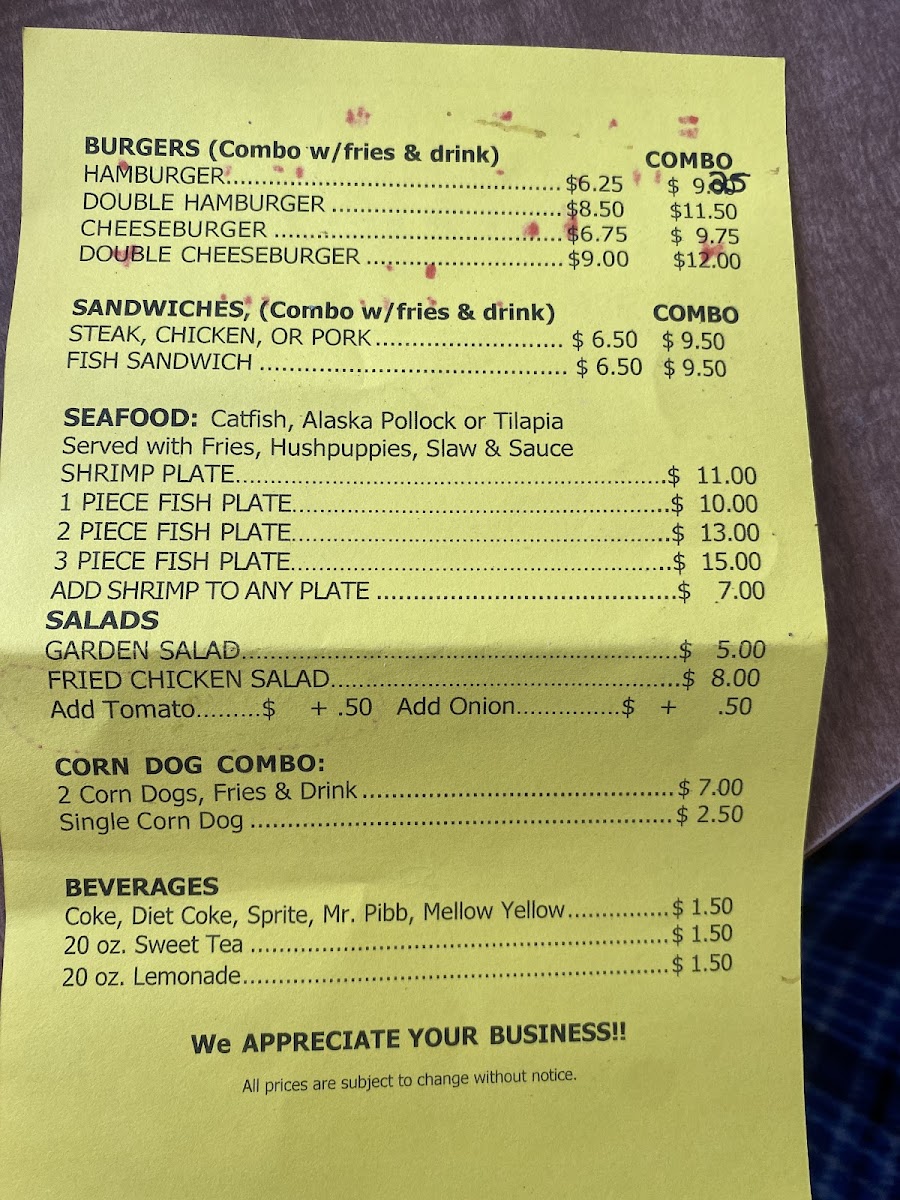 BURGERS (Combo w/fries & drink) COMBO
HAMBURGER.......................................... $6.25 $ 9.25
DOUBLE HAMBURGER .............................. $8.50 $11.50
CHEESEBURGER ...................................... $6.75 $ 9.75
DOUBLE CHEESEBURGER .......................... $9.00 $12.00
SANDWICHES, (Combo w/fries & drink) COMBO
STEAK, CHICKEN, OR PORK......................... $ 6.50 $ 9.50
FISH SANDWICH ......................................... $ 6.50 $ 9.50
SEAFOOD: Catfish, Alaska Pollock or Tilapia
Served with Fries, Hushpuppies, Slaw & Sauce
SHRIMP PLATE........................................................$ 11.00
1 PIECE FISH PLATE.................................................$ 10.00
2 PIECE FISH PLATE.................................................$ 13.00
3 PIECE FISH PLATE.................................................$ 15.00
ADD SHRIMP TO ANY PLATE .......................................$ 7.00
SALADS
GARDEN SALAD.........................................................$ 5.00
FRIED CHICKEN SALAD..............................................$ 8.00
Add Tomato.........$ + .50 Add Onion...............$ + .50
CORN DOG COMBO:
2 Corn Dogs, Fries & Drink .........................................$ 7.00
Single Corn Dog ......................................................$ 2.50
BEVERAGES
Coke, Diet Coke, Sprite, Mr. Pibb, Mellow Yellow...............$ 1.50
20 oz. Sweet Tea ......................................................$ 1.50
20 oz. Lemonade.......................................................$ 1.50
We APPRECIATE YOUR BUSINESS!!
All prices are subject to change without notice.